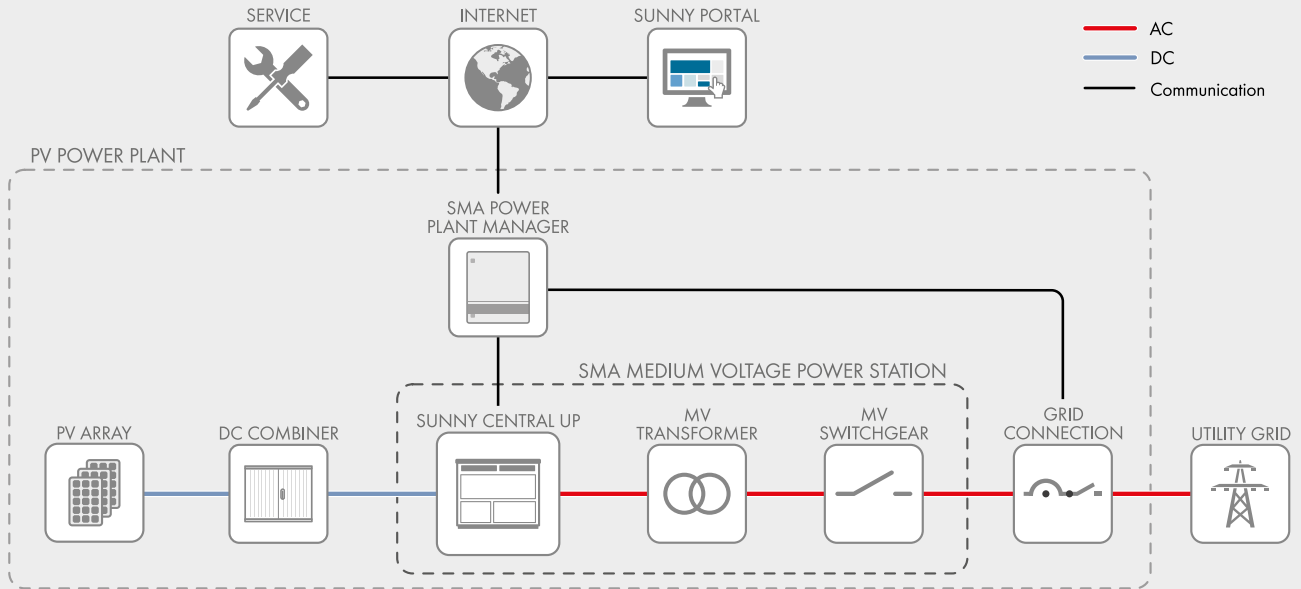 SERVICE
INTERNET
SUNNY PORTAL
AC
DC
Communication
PV POWER PLANT
SMA POWER
PLANT MANAGER
SMA MEDIUM VOLTAGE POWER STATION
PV ARRAY
DC COMBINER
SUNNY CENTRAL UP
MV
TRANSFORMER
MV
SWITCHGEAR
GRID
CONNECTION
UTILITY GRID